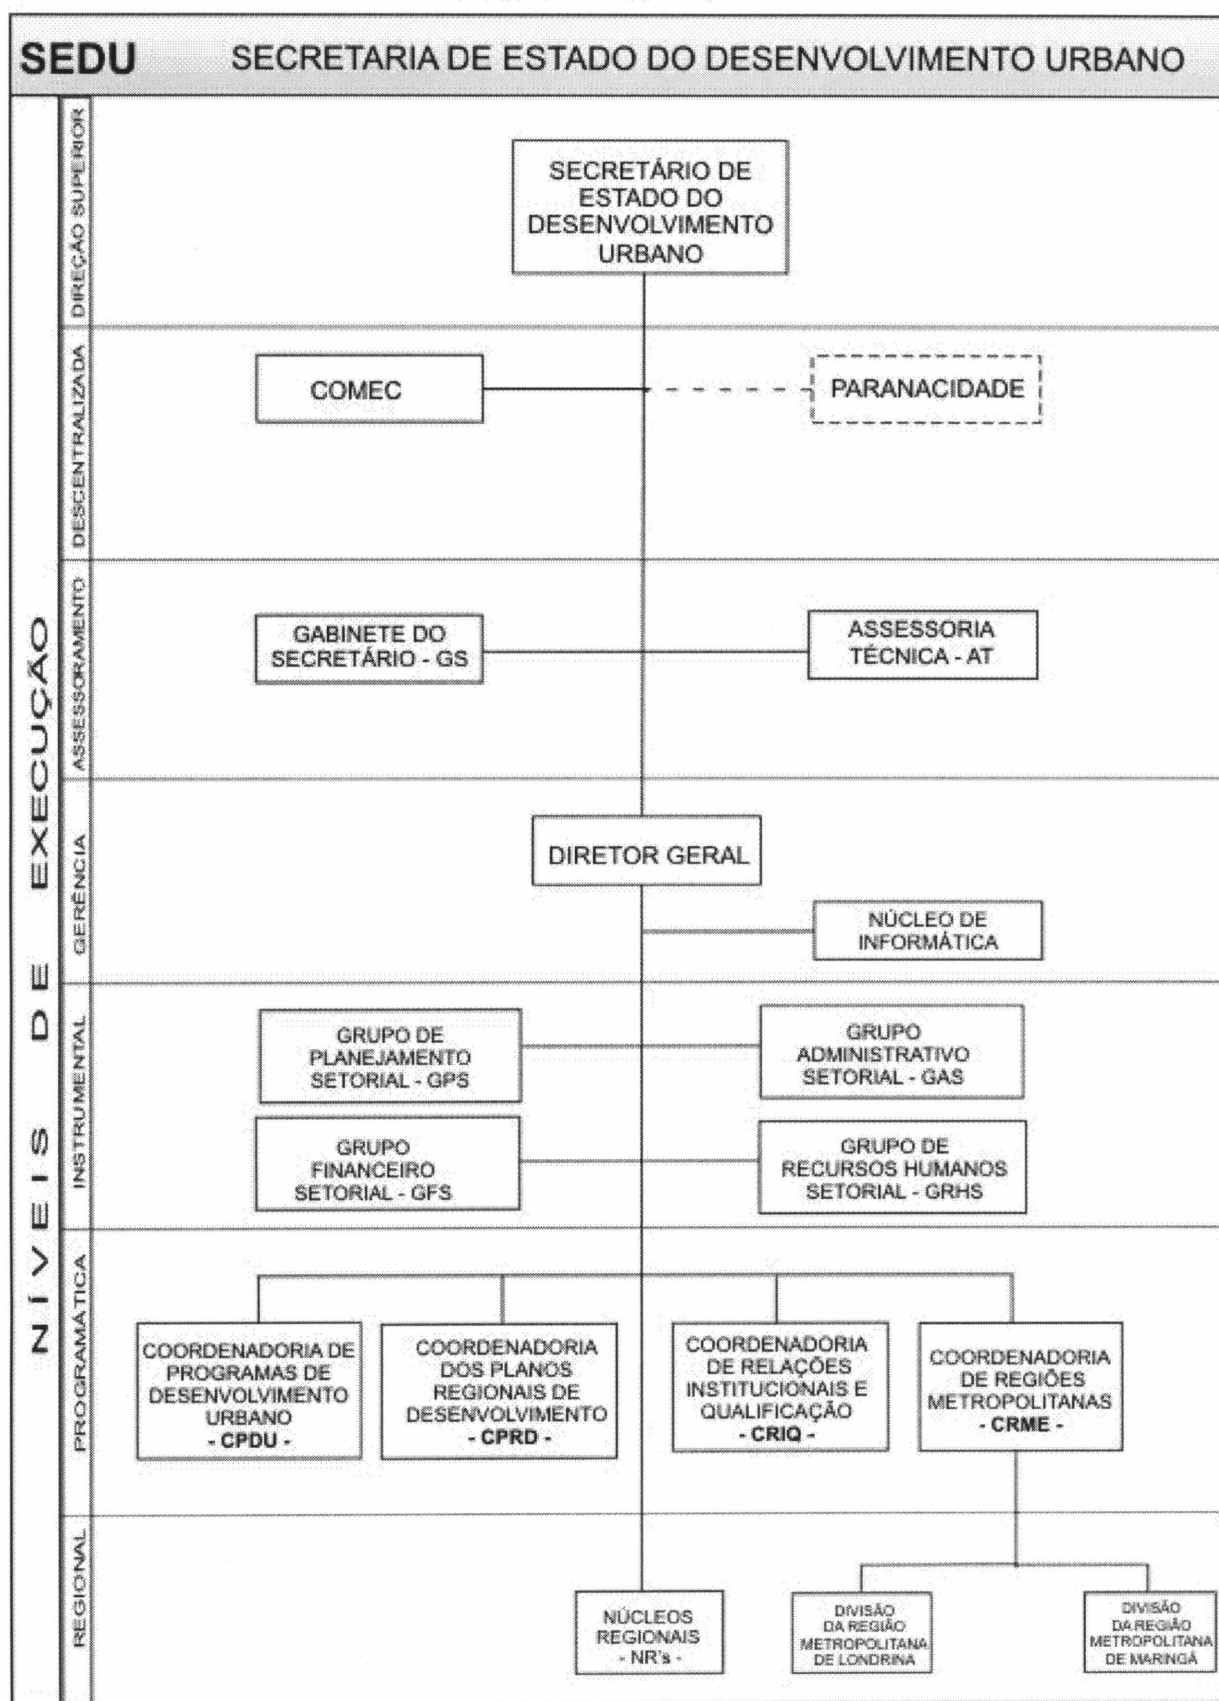 SEDU SECRETARIA DE ESTADO DO DESENVOLVIMENTO URBANO
NÍVEIS DE EXECUÇÃO
DIREÇÃO SUPERIOR
SECRETÁRIO DE
ESTADO DO
DESENVOLVIMENTO
URBANO
DESCENTRALIZADA
COMEC
PARANACIDADE
ASSESSORAMENTO
GABINETE DO
SECRETÁRIO - GS
ASSESSORIA
TÉCNICA - AT
GERÊNCIA
DIRETOR GERAL
NÚCLEO DE
INFORMÁTICA
INSTRUMENTAL
GRUPO DE
PLANEJAMENTO
SETORIAL - GPS
GRUPO
ADMINISTRATIVO
SETORIAL - GAS
GRUPO
FINANCEIRO
SETORIAL - GFS
GRUPO DE
RECURSOS HUMANOS
SETORIAL - GRHS
PROGRAMÁTICA
COORDENADORIA DE
PROGRAMAS DE
DESENVOLVIMENTO
URBANO
- CPDU -
COORDENADORIA
DOS PLANOS
REGIONAIS DE
DESENVOLVIMENTO
- CPRD -
COORDENADORIA
DE RELAÇÕES
INSTITUCIONAIS E
QUALIFICAÇÃO
- CRIQ -
COORDENADORIA
DE REGIÕES
METROPOLITANAS
- CRME -
REGIONAL
NÚCLEOS
REGIONAIS
- NR's -
DIVISÃO
DA REGIÃO
METROPOLITANA
DE LONDRINA
DIVISÃO
DA REGIÃO
METROPOLITANA
DE MARINGÁ